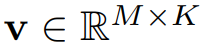 𝐯 ∈ ℝ^{M×K}